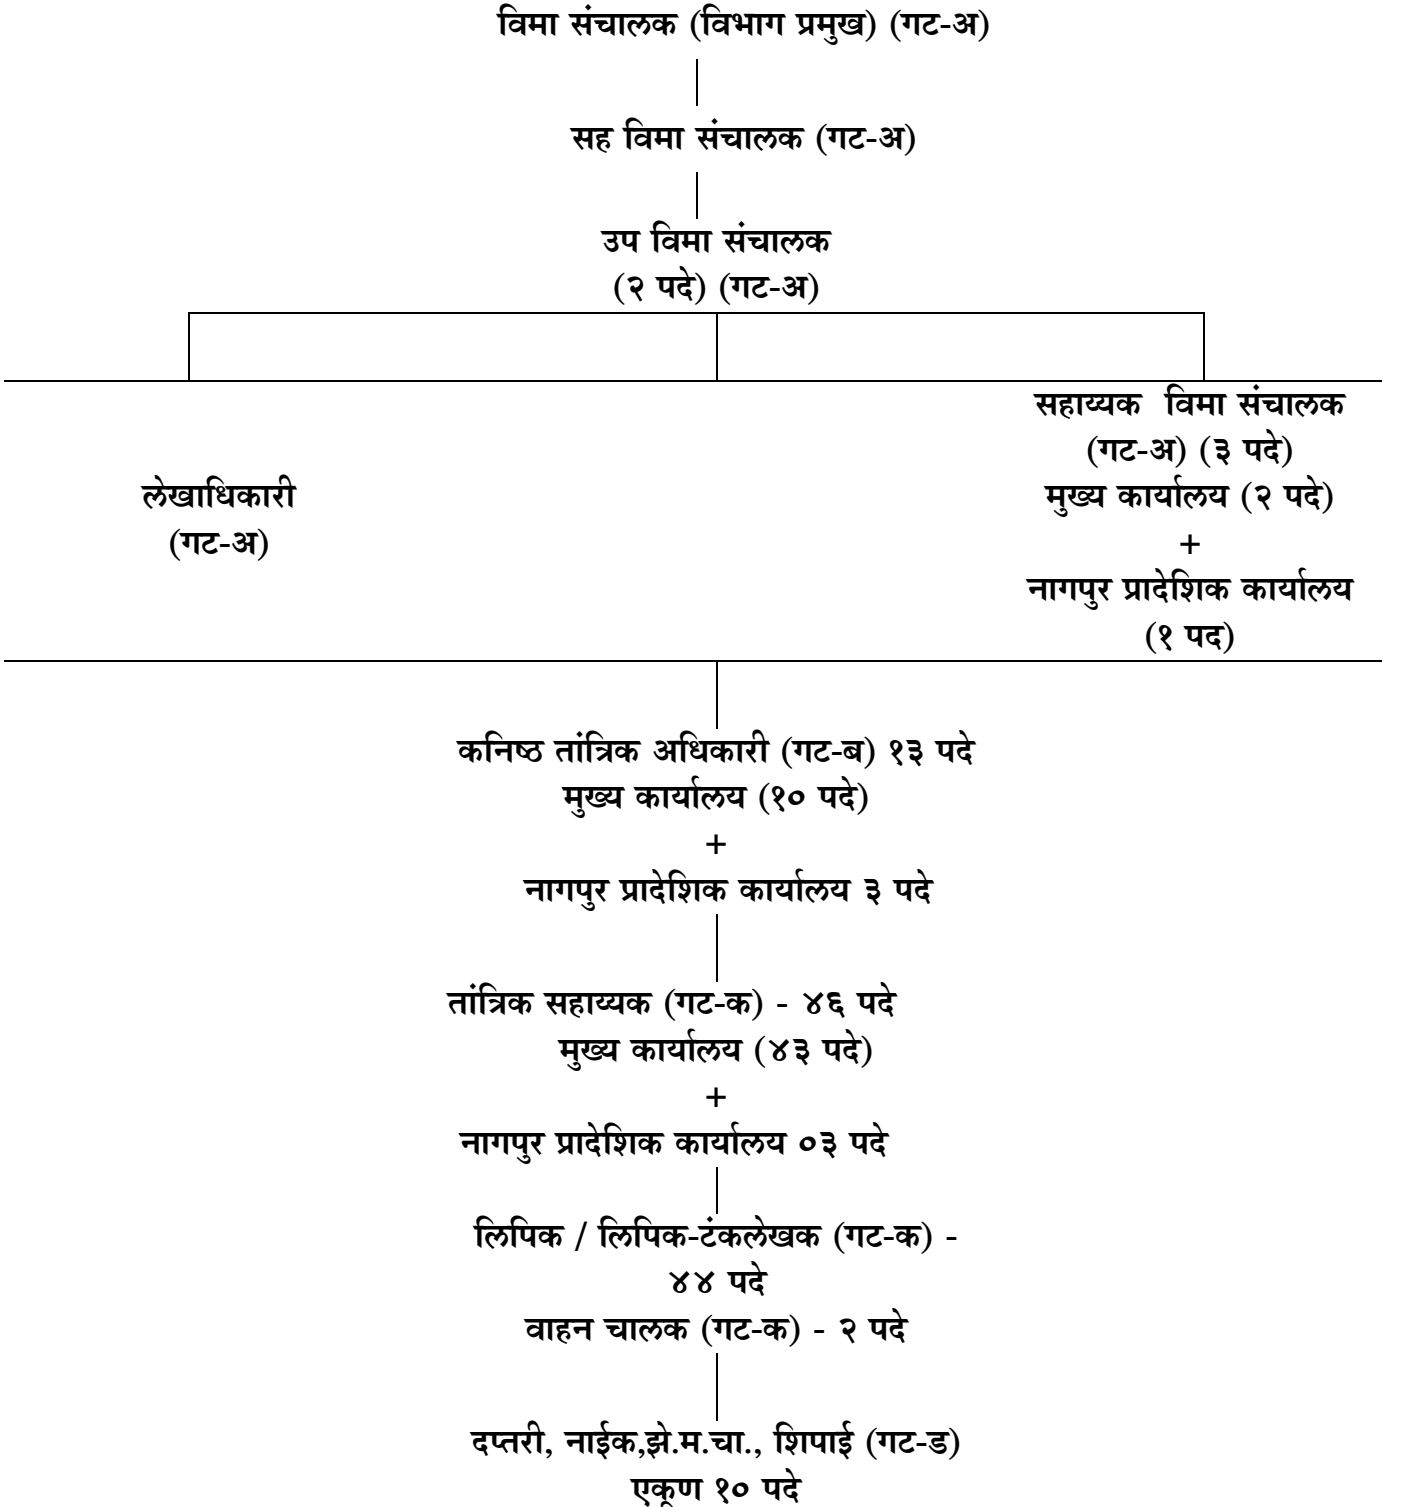 विमा संचालक (विभाग प्रमुख) (गट-अ)
सह विमा संचालक (गट-अ)
उप विमा संचालक
(२ पदे) (गट-अ)
लेखाधिकारी
(गट-अ)
सहाय्यक विमा संचालक
(गट-अ) (३ पदे)
मुख्य कार्यालय (२ पदे)
+
नागपुर प्रादेशिक कार्यालय
(१ पद)
कनिष्ठ तांत्रिक अधिकारी (गट-ब) १३ पदे
मुख्य कार्यालय (१० पदे)
+
नागपुर प्रादेशिक कार्यालय ३ पदे
तांत्रिक सहाय्यक (गट-क) - ४६ पदे
मुख्य कार्यालय (४३ पदे)
+
नागपुर प्रादेशिक कार्यालय ०३ पदे
लिपिक / लिपिक-टंकलेखक (गट-क) -
४४ पदे
वाहन चालक (गट-क) - २ पदे
दप्तरी, नाईक,झे.म.चा., शिपाई (गट-ड)
एकूण १० पदे